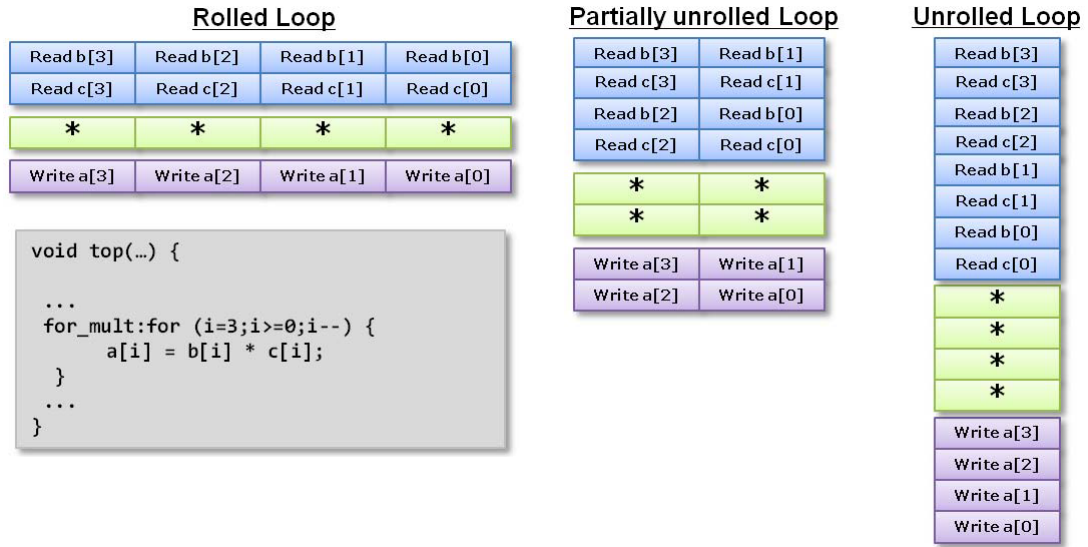 Rolled Loop
Read b[3] Read b[2] Read b[1] Read b[0]
Read c[3] Read c[2] Read c[1] Read c[0]
* * * *
Write a[3] Write a[2] Write a[1] Write a[0]
void top(…) {
...
for_mult:for (i=3;i>=0;i--) {
a[i] = b[i] * c[i];
}
...
}
Partially unrolled Loop
Read b[3] Read b[1]
Read c[3] Read c[1]
Read b[2] Read b[0]
Read c[2] Read c[0]
* *
* *
Write a[3] Write a[1]
Write a[2] Write a[0]
Unrolled Loop
Read b[3]
Read c[3]
Read b[2]
Read c[2]
Read b[1]
Read c[1]
Read b[0]
Read c[0]
*
*
*
*
Write a[3]
Write a[2]
Write a[1]
Write a[0]